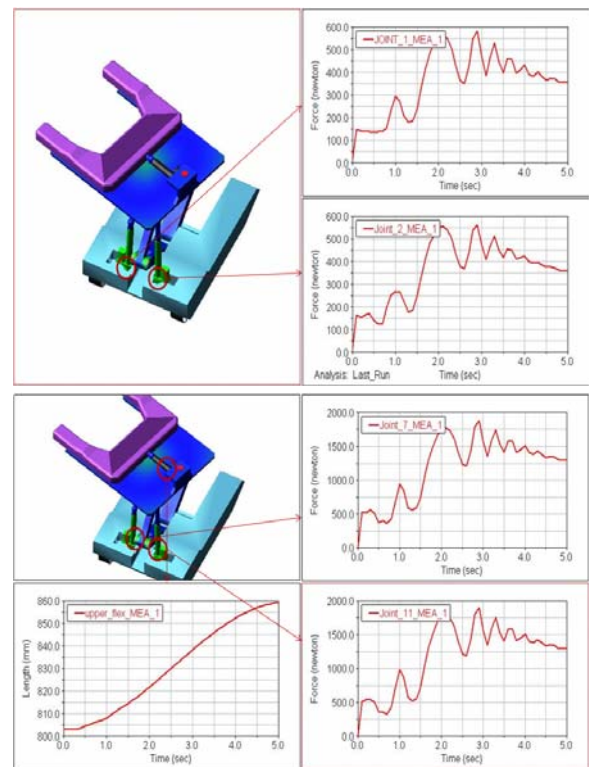 600.0
500.0
400.0
300.0
200.0
100.0
0.0
Force (newton)
JOINT_1_MEA_1
0.0 1.0 2.0 3.0 4.0 5.0
Time (sec)
600.0
500.0
400.0
300.0
200.0
100.0
0.0
Force (newton)
Joint_2_MEA_1
0.0 1.0 2.0 3.0 4.0 5.0
Analysis: Last_Run Time (sec)
2000.0
1500.0
1000.0
500.0
0.0
Force (newton)
Joint_7_MEA_1
0.0 1.0 2.0 3.0 4.0 5.0
Time (sec)
860.0
850.0
840.0
830.0
820.0
810.0
800.0
Length (mm)
upper_flex_MEA_1
0.0 1.0 2.0 3.0 4.0 5.0
Time (sec)
2000.0
1500.0
1000.0
500.0
0.0
Force (newton)
Joint_11_MEA_1
0.0 1.0 2.0 3.0 4.0 5.0
Time (sec)